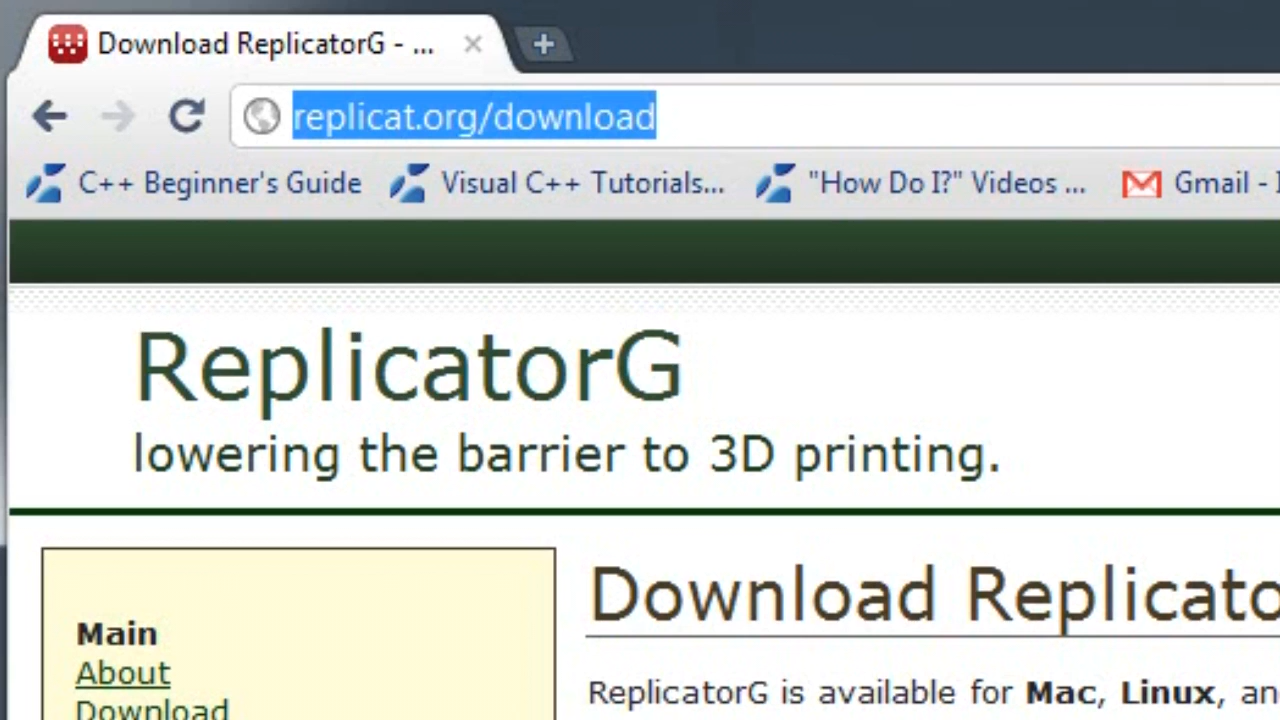 Download ReplicatorG - ...
replicat.org/download
C++ Beginner's Guide Visual C++ Tutorials... "How Do I?" Videos ... Gmail -
ReplicatorG
lowering the barrier to 3D printing.
Download
Main
About
ReplicatorG is available for Mac, Linux,
Download